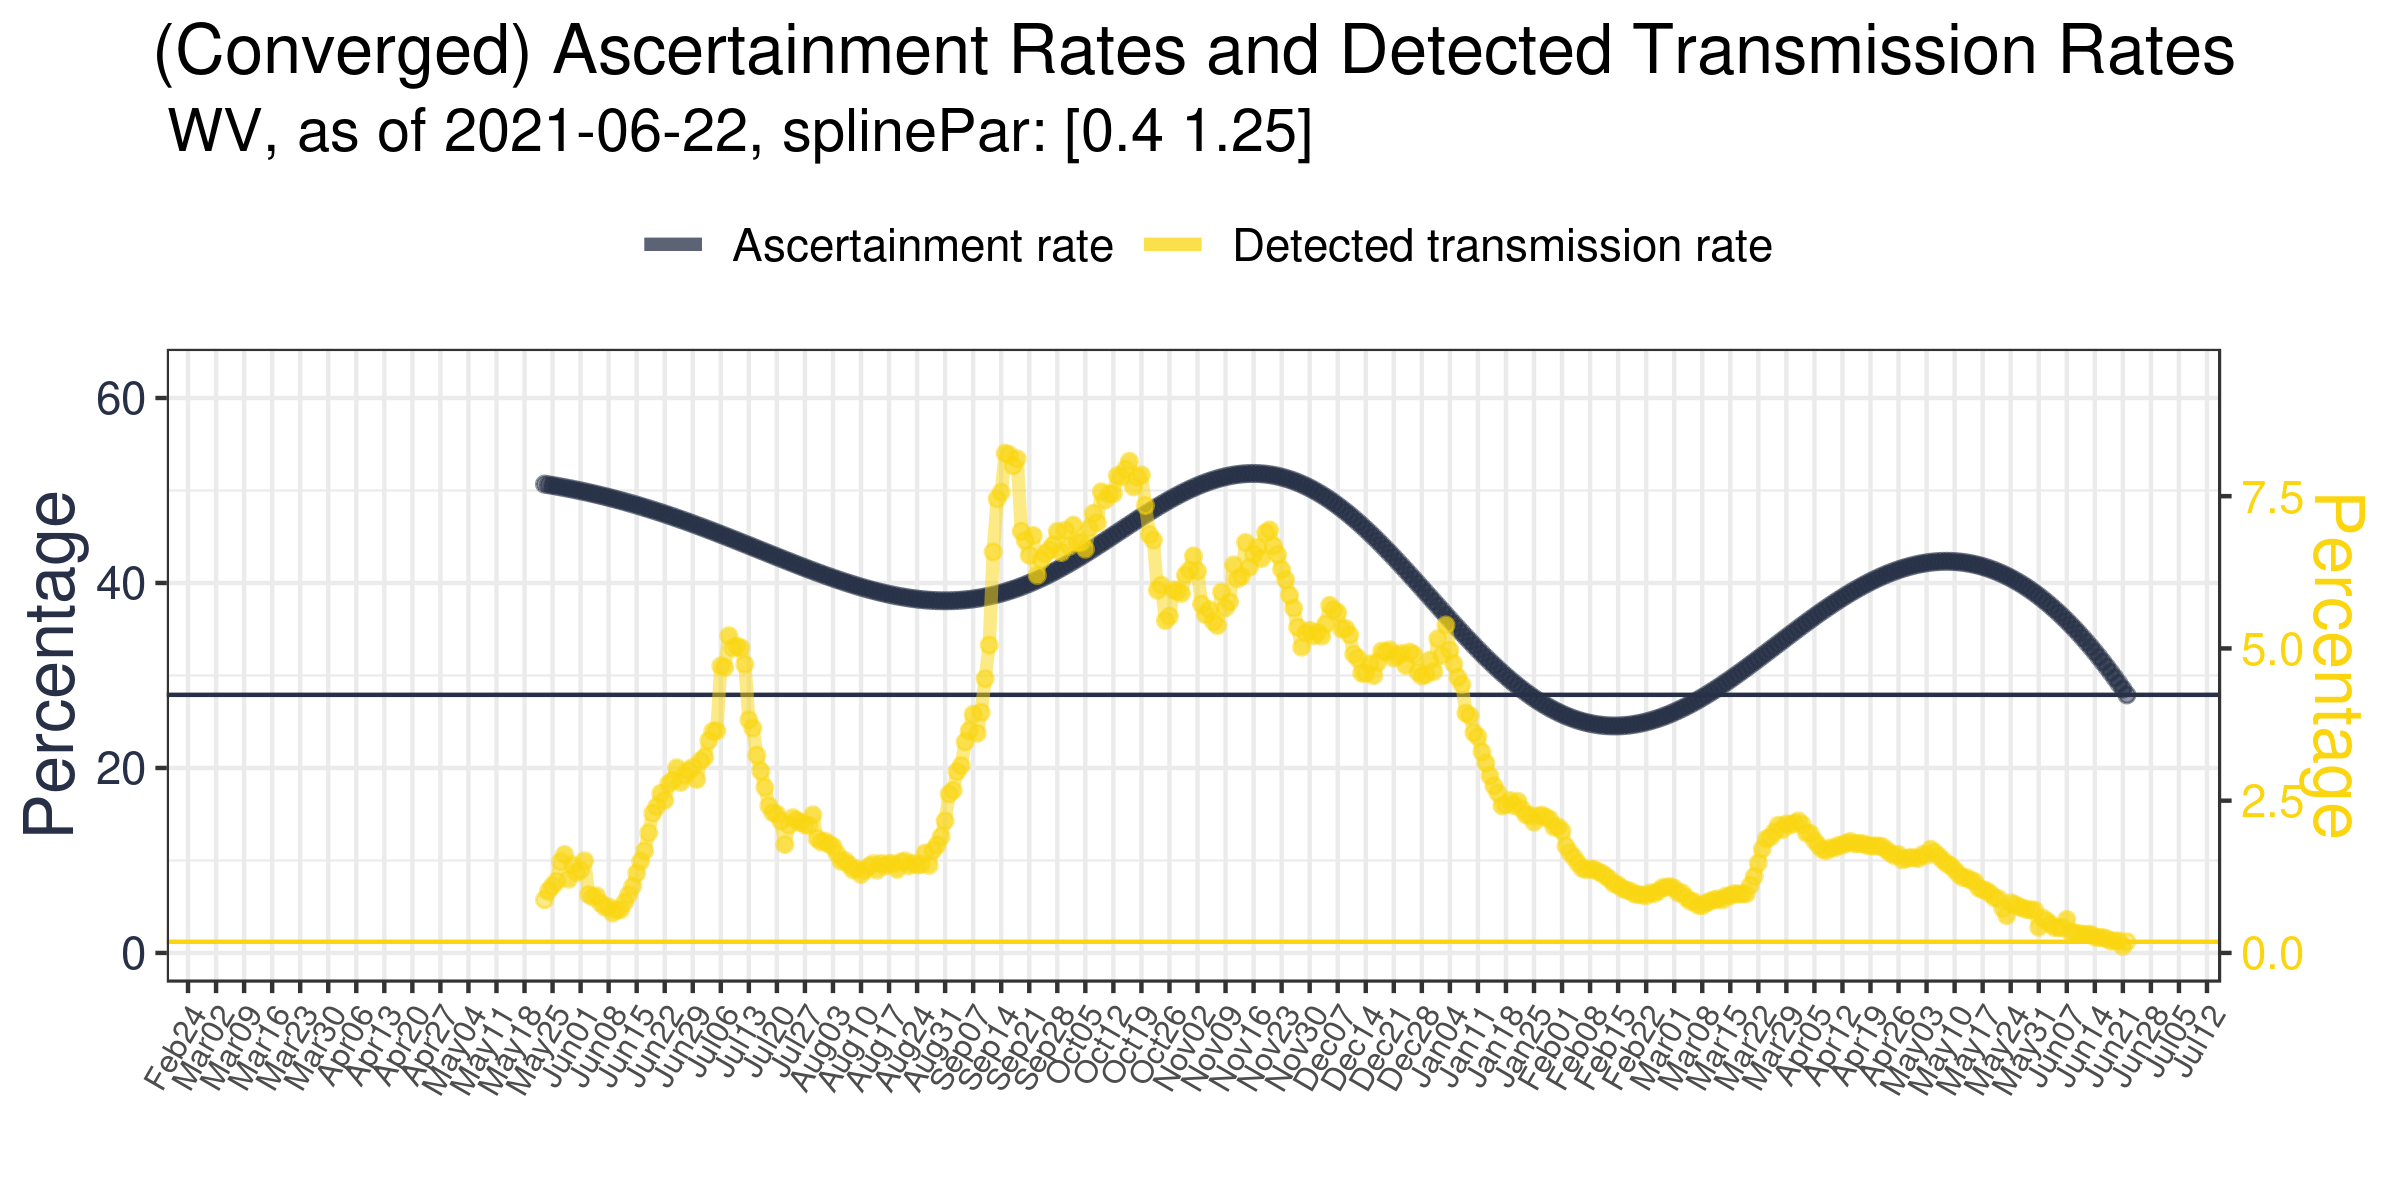 (Converged) Ascertainment Rates and Detected Transmission Rates
WV, as of 2021-06-22, splinePar: [0.4 1.25]
Ascertainment rate
Detected transmission rate
Percentage
60
40
20
0
7.5
5.0
2.5
0.0
Percentage
Feb24
Mar02
Mar09
Mar16
Mar23
Mar30
Apr06
Apr13
Apr20
Apr27
May04
May11
May18
May25
Jun01
Jun08
Jun15
Jun22
Jun29
Jul06
Jul13
Jul20
Jul27
Aug03
Aug10
Aug17
Aug24
Aug31
Sep07
Sep14
Sep21
Sep28
Oct05
Oct12
Oct19
Oct26
Nov02
Nov09
Nov16
Nov23
Nov30
Dec07
Dec14
Dec21
Dec28
Jan04
Jan11
Jan18
Jan25
Feb01
Feb08
Feb15
Feb22
Mar01
Mar08
Mar15
Mar22
Mar29
Apr05
Apr12
Apr19
Apr26
May03
May10
May17
May24
May31
Jun07
Jun14
Jun21
Jun28
Jul05
Jul12